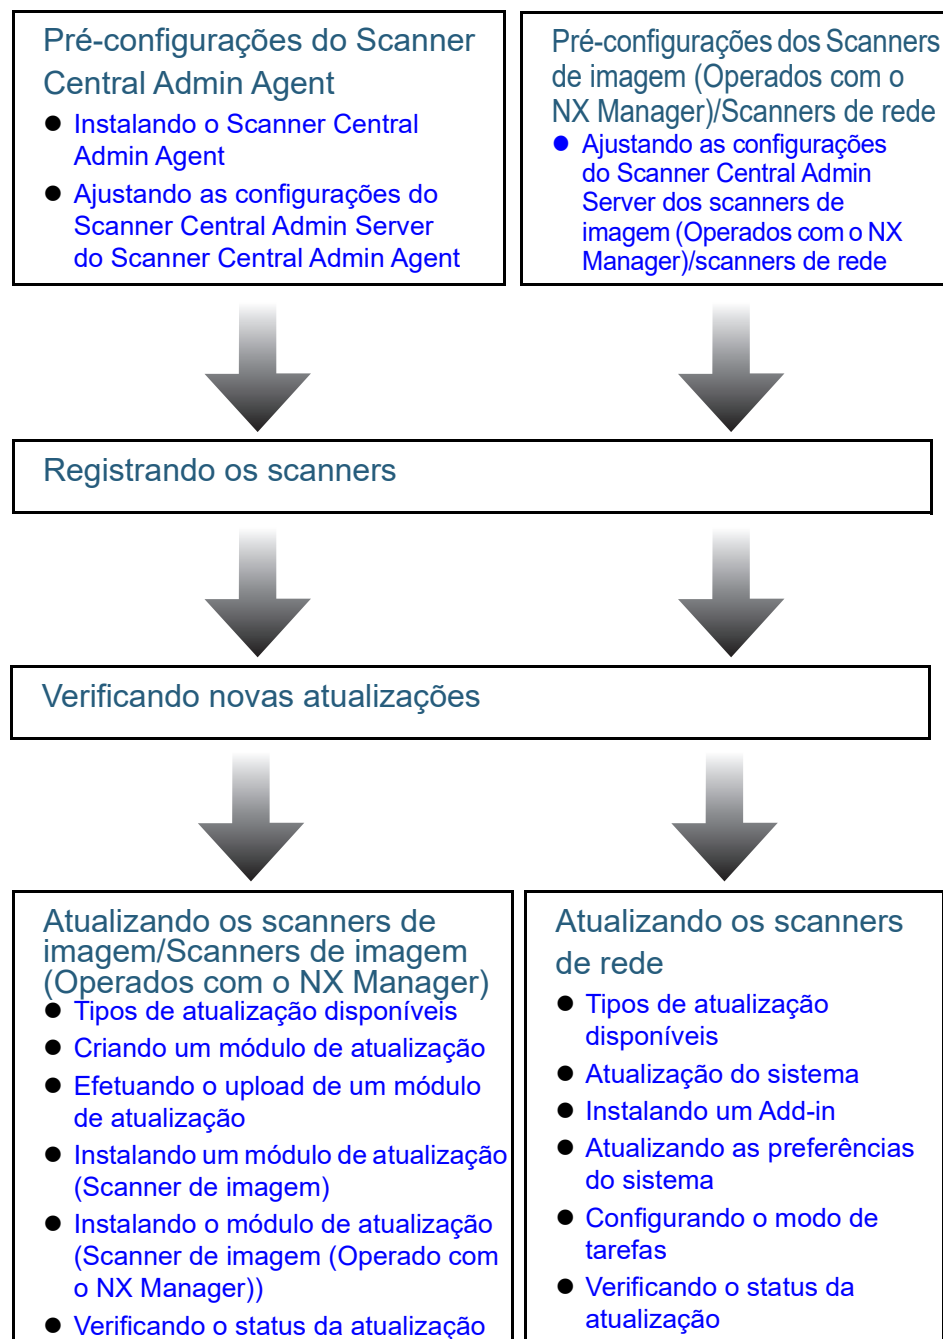 Pré-configurações do Scanner
Central Admin Agent
● Instalando o Scanner Central
Admin Agent
● Ajustando as configurações do
Scanner Central Admin Server
do Scanner Central Admin Agent
Pré-configurações dos Scanners
de imagem (Operados com o
NX Manager)/Scanners de rede
● Ajustando as configurações
do Scanner Central Admin
Server dos scanners de
imagem (Operados com o NX
Manager)/scanners de rede
Registrando os scanners
Verificando novas atualizações
Atualizando os scanners de
imagem/Scanners de imagem
(Operados com o NX Manager)
● Tipos de atualização disponíveis
● Criando um módulo de atualização
● Efetuando o upload de um módulo
de atualização
● Instalando um módulo de atualização
(Scanner de imagem)
● Instalando o módulo de atualização
(Scanner de imagem (Operado com
o NX Manager))
● Verificando o status da atualização
Atualizando os scanners
de rede
● Tipos de atualização
disponíveis
● Atualização do sistema
● Instalando um Add-in
● Atualizando as preferências
do sistema
● Configurando o modo de
tarefas
● Verificando o status da
atualização